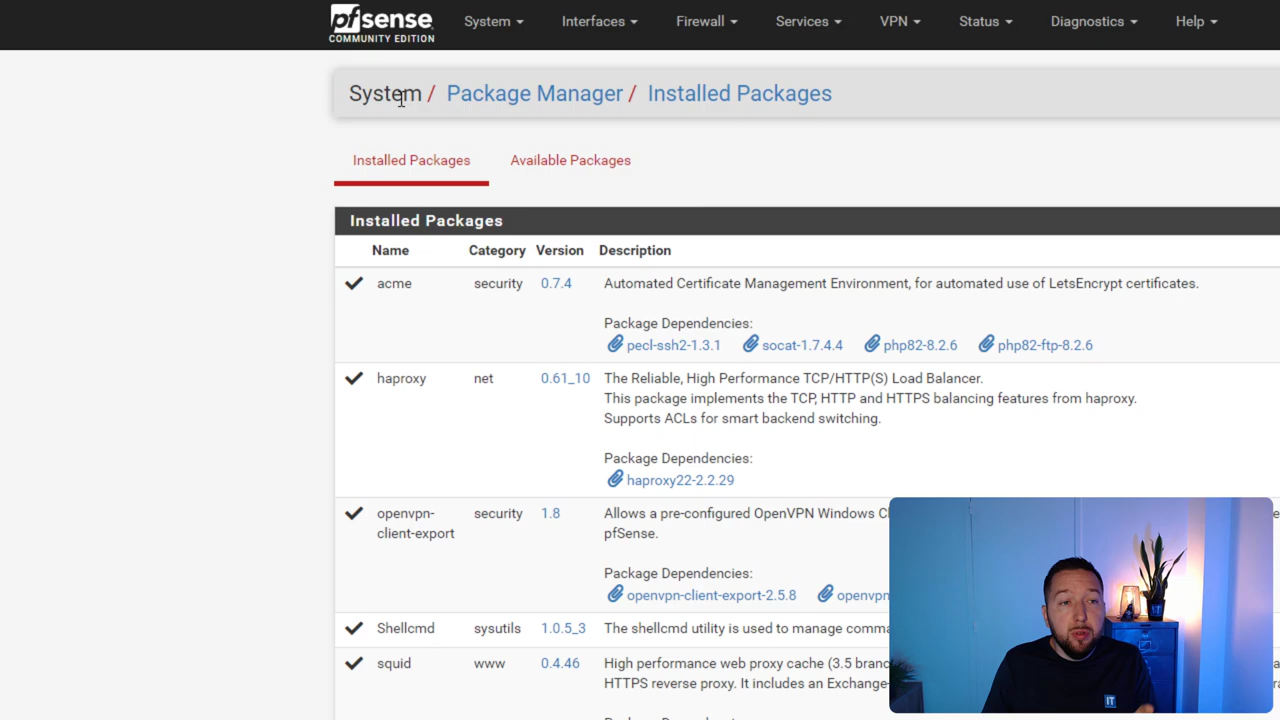 pfsense
COMMUNITY EDITION
System Interfaces Firewall Services VPN Status Diagnostics Help
System / Package Manager / Installed Packages
Installed Packages Available Packages
Installed Packages
Name Category Version Description
acme security 0.7.4 Automated Certificate Management Environment, for automated use of LetsEncrypt certificates.
Package Dependencies:
pecl-ssh2-1.3.1 socat-1.7.4.4 php82-8.2.6 php82-ftp-8.2.6
haproxy net 0.61_10 The Reliable, High Performance TCP/HTTP(S) Load Balancer.
This package implements the TCP, HTTP and HTTPS balancing features from haproxy.
Supports ACLs for smart backend switching.
Package Dependencies:
haproxy22-2.2.29
openvpn- security 1.8 Allows a pre-configured OpenVPN Windows Cl
client-export pfSense.
Package Dependencies:
openvpn-client-export-2.5.8 openvpn
Shellcmd sysutils 1.0.5_3 The shellcmd utility is used to manage comma
squid www 0.4.46 High performance web proxy cache (3.5 branc
HTTPS reverse proxy. It includes an Exchange-
IT